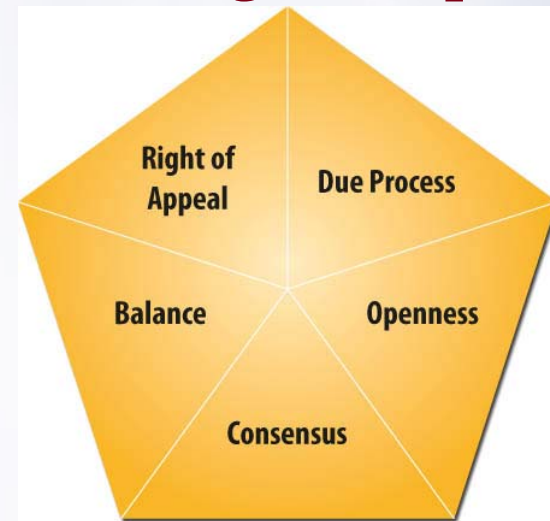 Right of
Appeal
Due Process
Balance
Openness
Consensus